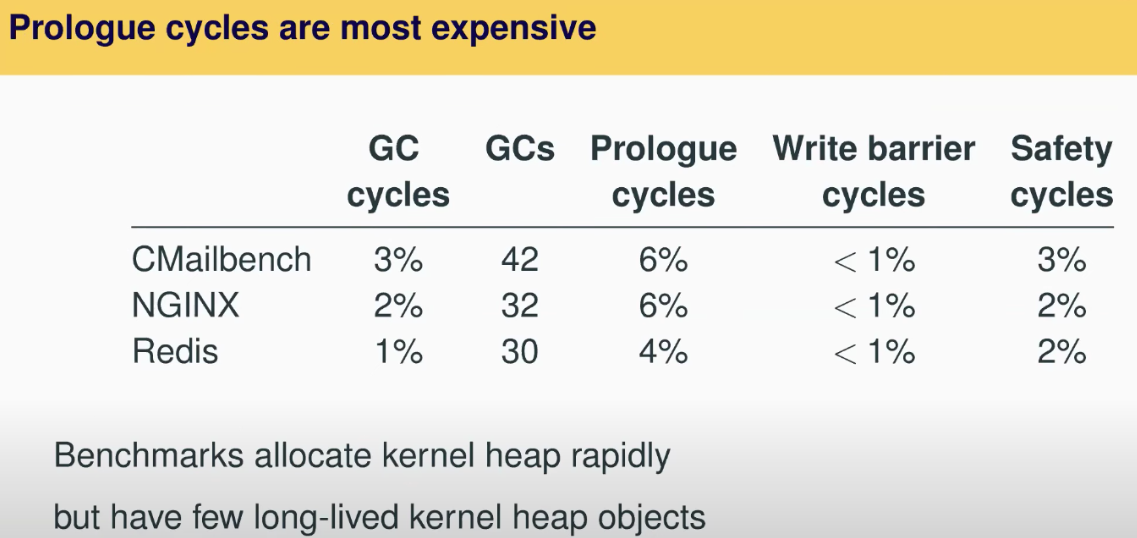 Prologue cycles are most expensive
GC GCs Prologue Write barrier Safety
cycles cycles cycles cycles
CMailbench 3% 42 6% < 1% 3%
NGINX 2% 32 6% < 1% 2%
Redis 1% 30 4% < 1% 2%
Benchmarks allocate kernel heap rapidly
but have few long-lived kernel heap objects